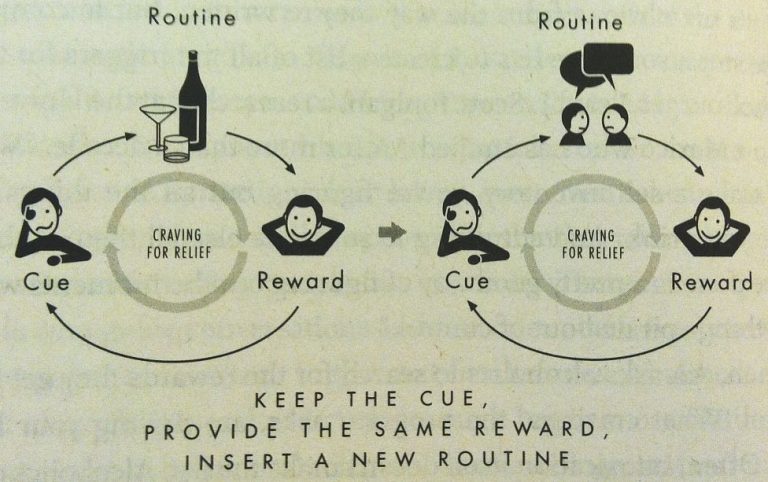 Routine
Cue
CRAVING
FOR RELIEF
Reward
Routine
Cue
CRAVING
FOR RELIEF
Reward
KEEP THE CUE,
PROVIDE THE SAME REWARD,
INSERT A NEW ROUTINE